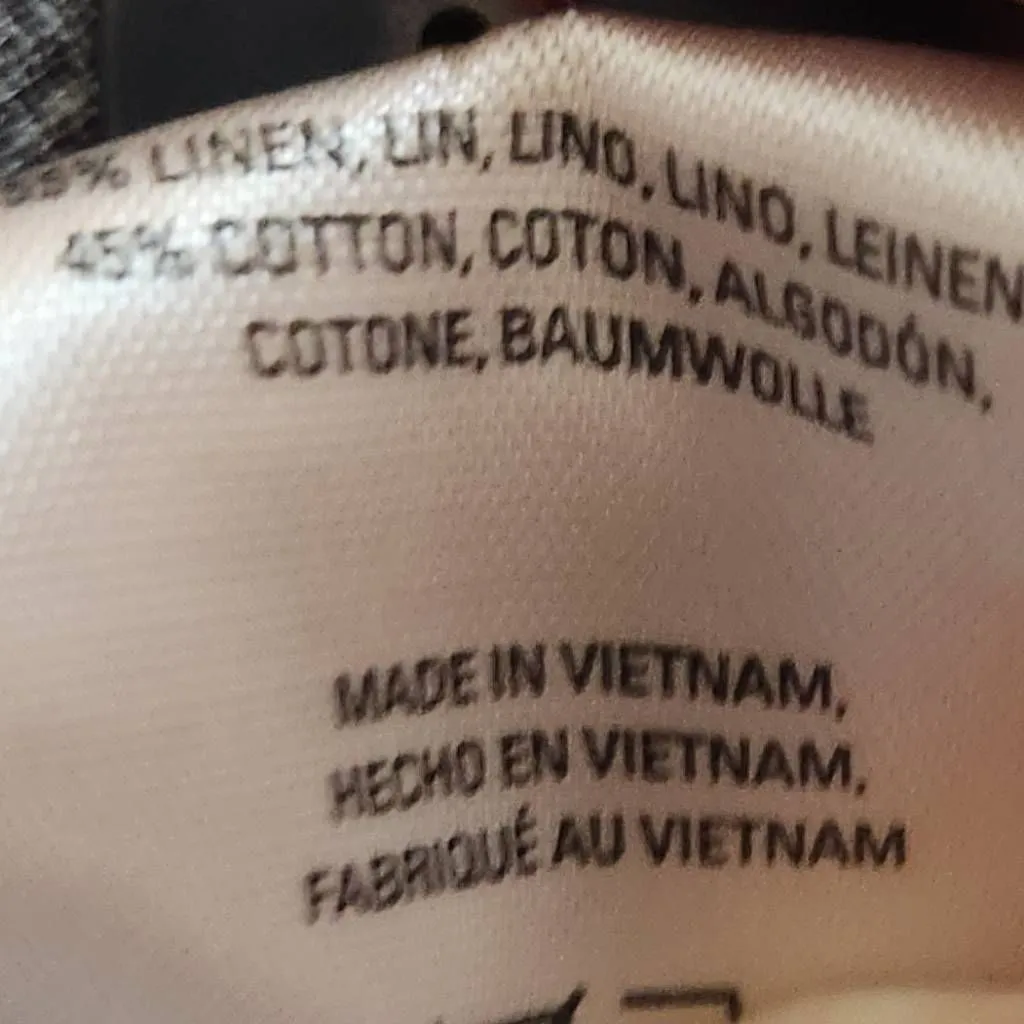 55% LINEN, LIN, LINO, LINO, LEINEN
45% COTTON, COTON, ALGODÓN,
COTONE, BAUMWOLLE
MADE IN VIETNAM,
HECHO EN VIETNAM,
FABRIQUÉ AU VIETNAM